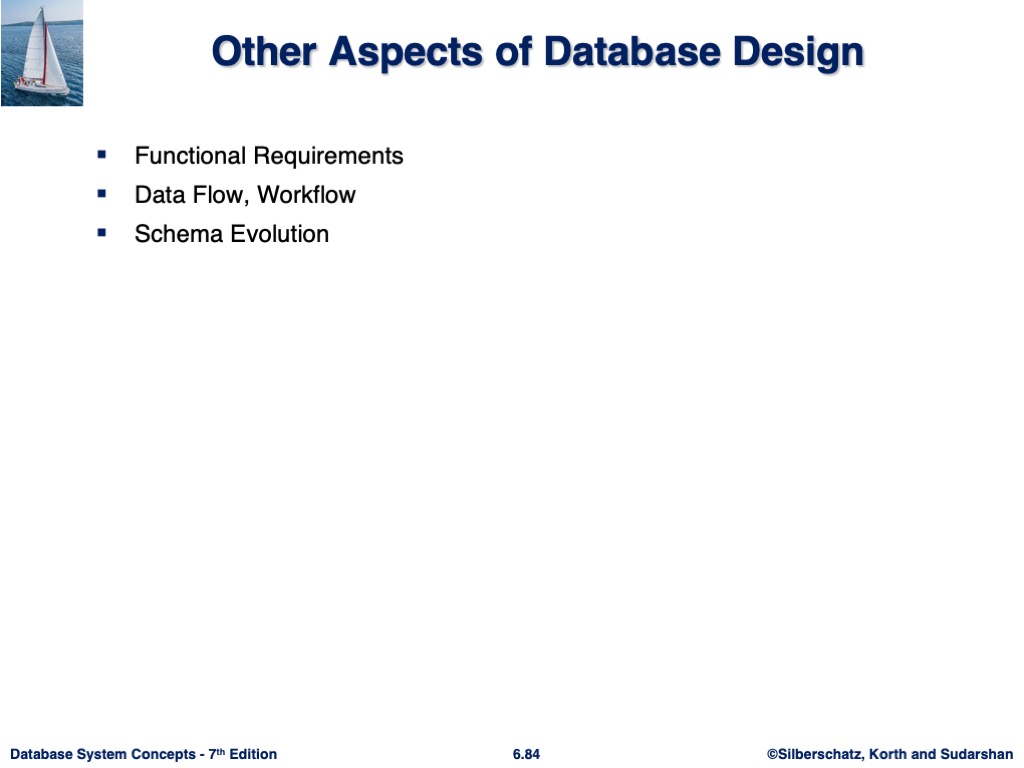 Other Aspects of Database Design
▪ Functional Requirements
▪ Data Flow, Workflow
▪ Schema Evolution
Database System Concepts - 7th Edition
6.84
©Silberschatz, Korth and Sudarshan